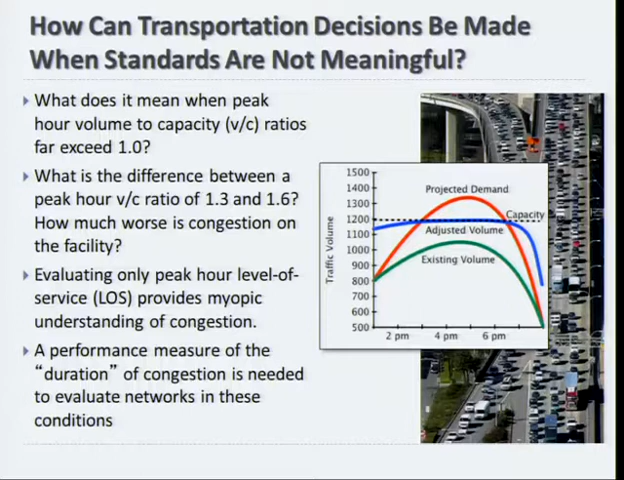 How Can Transportation Decisions Be Made
When Standards Are Not Meaningful?
What does it mean when peak
hour volume to capacity (v/c) ratios
far exceed 1.0?
What is the difference between a
peak hour v/c ratio of 1.3 and 1.6?
How much worse is congestion on
the facility?
Evaluating only peak hour level-of-
service (LOS) provides myopic
understanding of congestion.
A performance measure of the
“duration” of congestion is needed
to evaluate networks in these
conditions
Traffic Volume
1500
1400
1300
1200
1100
1000
900
800
700
600
500
Projected Demand
Capacity
Adjusted Volume
Existing Volume
2 pm 4 pm 6 pm